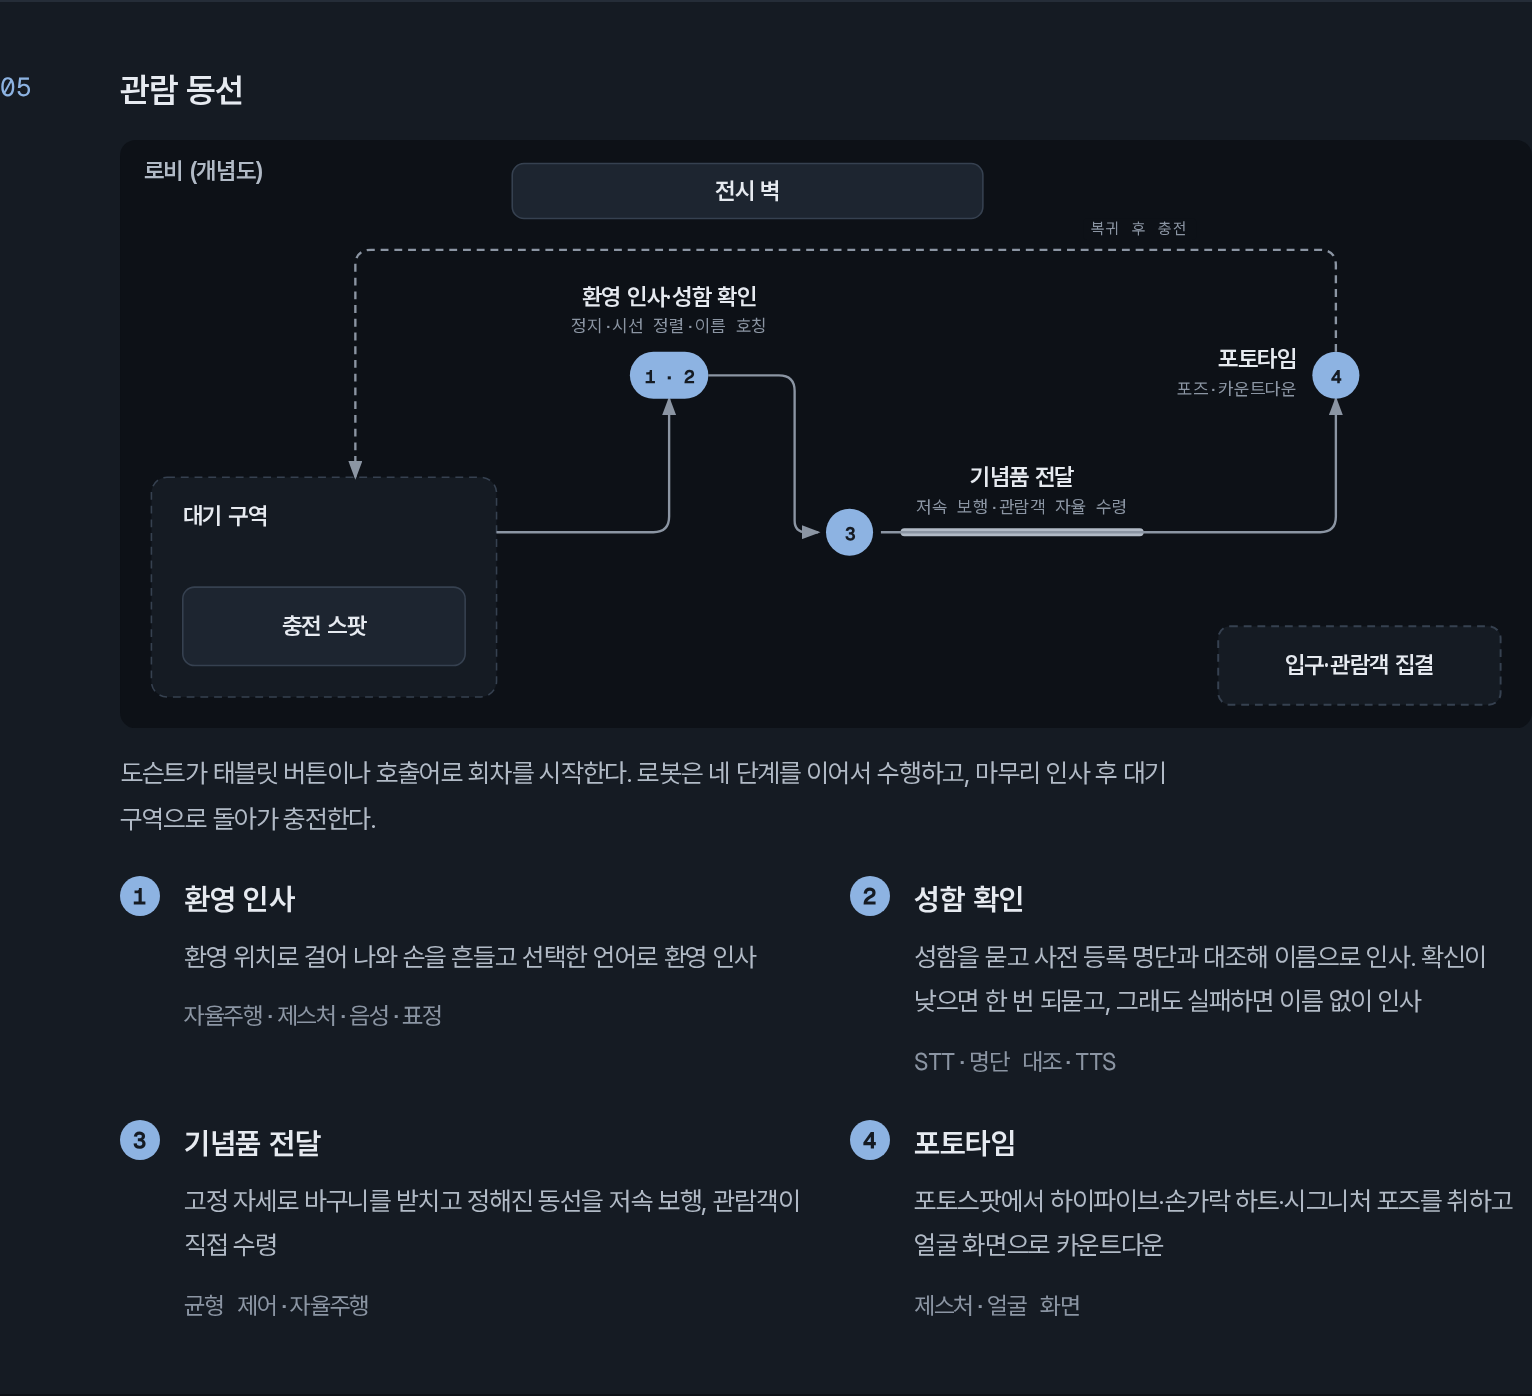 05
관람 동선
로비 (개념도)
전시 벽
복귀 후 충전
환영 인사·성함 확인
정지·시선 정렬·이름 호칭
1 · 2
포토타임
포즈·카운트다운
4
기념품 전달
저속 보행·관람객 자율 수령
3
대기 구역
충전 스팟
입구·관람객 집결
도슨트가 태블릿 버튼이나 호출어로 회차를 시작한다. 로봇은 네 단계를 이어서 수행하고, 마무리 인사 후 대기
구역으로 돌아가 충전한다.
1 환영 인사
환영 위치로 걸어 나와 손을 흔들고 선택한 언어로 환영 인사
자율주행·제스처·음성·표정
2 성함 확인
성함을 묻고 사전 등록 명단과 대조해 이름으로 인사. 확신이
낮으면 한 번 되묻고, 그래도 실패하면 이름 없이 인사
STT·명단 대조·TTS
3 기념품 전달
고정 자세로 바구니를 받치고 정해진 동선을 저속 보행, 관람객이
직접 수령
균형 제어·자율주행
4 포토타임
포토스팟에서 하이파이브·손가락 하트·시그니처 포즈를 취하고
얼굴 화면으로 카운트다운
제스처·얼굴 화면